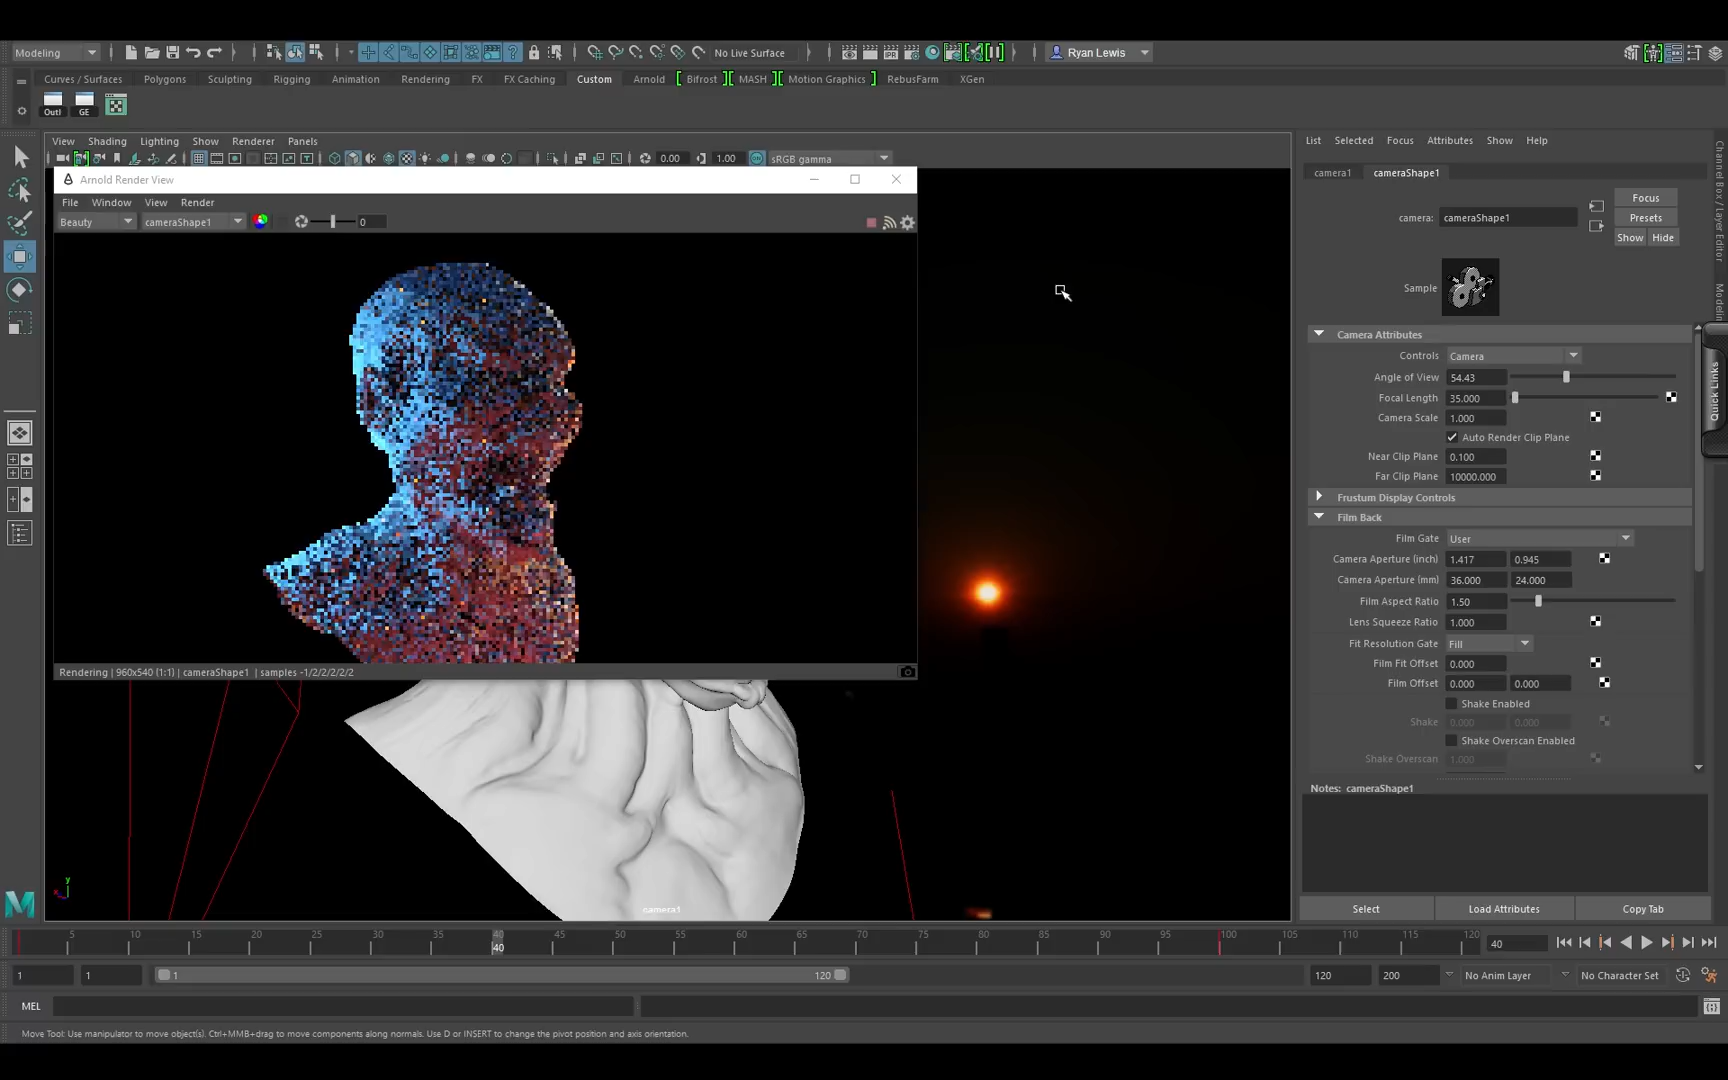 Modeling No Live Surface Ryan Lewis
Curves / Surfaces Polygons Sculpting Rigging Animation Rendering FX FX Caching Custom Arnold Bifrost MASH Motion Graphics RebusFarm XGen
Outl GE
View Shading Lighting Show Renderer Panels
0.00 1.00 sRGB gamma
Arnold Render View
File Window View Render
Beauty cameraShape1 0
Rendering | 960x540 (1:1) | cameraShape1 | samples -1/2/2/2/2/2
camera1
y
x
List Selected Focus Attributes Show Help
camera1 cameraShape1
Focus
camera: cameraShape1 Presets
Show Hide
Sample
Camera Attributes
Controls Camera
Angle of View 54.43
Focal Length 35.000
Camera Scale 1.000
Auto Render Clip Plane
Near Clip Plane 0.100
Far Clip Plane 10000.000
Frustum Display Controls
Film Back
Film Gate User
Camera Aperture (inch) 1.417 0.945
Camera Aperture (mm) 36.000 24.000
Film Aspect Ratio 1.50
Lens Squeeze Ratio 1.000
Fit Resolution Gate Fill
Film Fit Offset 0.000
Film Offset 0.000 0.000
Shake Enabled
Shake 0.000 0.000
Shake Overscan Enabled
Shake Overscan 1.000
Notes: cameraShape1
Select Load Attributes Copy Tab
Channel Box / Layer Editor
Quick Links
5 10 15 20 25 30 35 40 45 50 55 60 65 70 75 80 85 90 95 100 105 110 115 120
40 40
1 1 1 120 120 200 No Anim Layer No Character Set
MEL
Move Tool: Use manipulator to move object(s). Ctrl+MMB+drag to move components along normals. Use D or INSERT to change the pivot position and axis orientation.